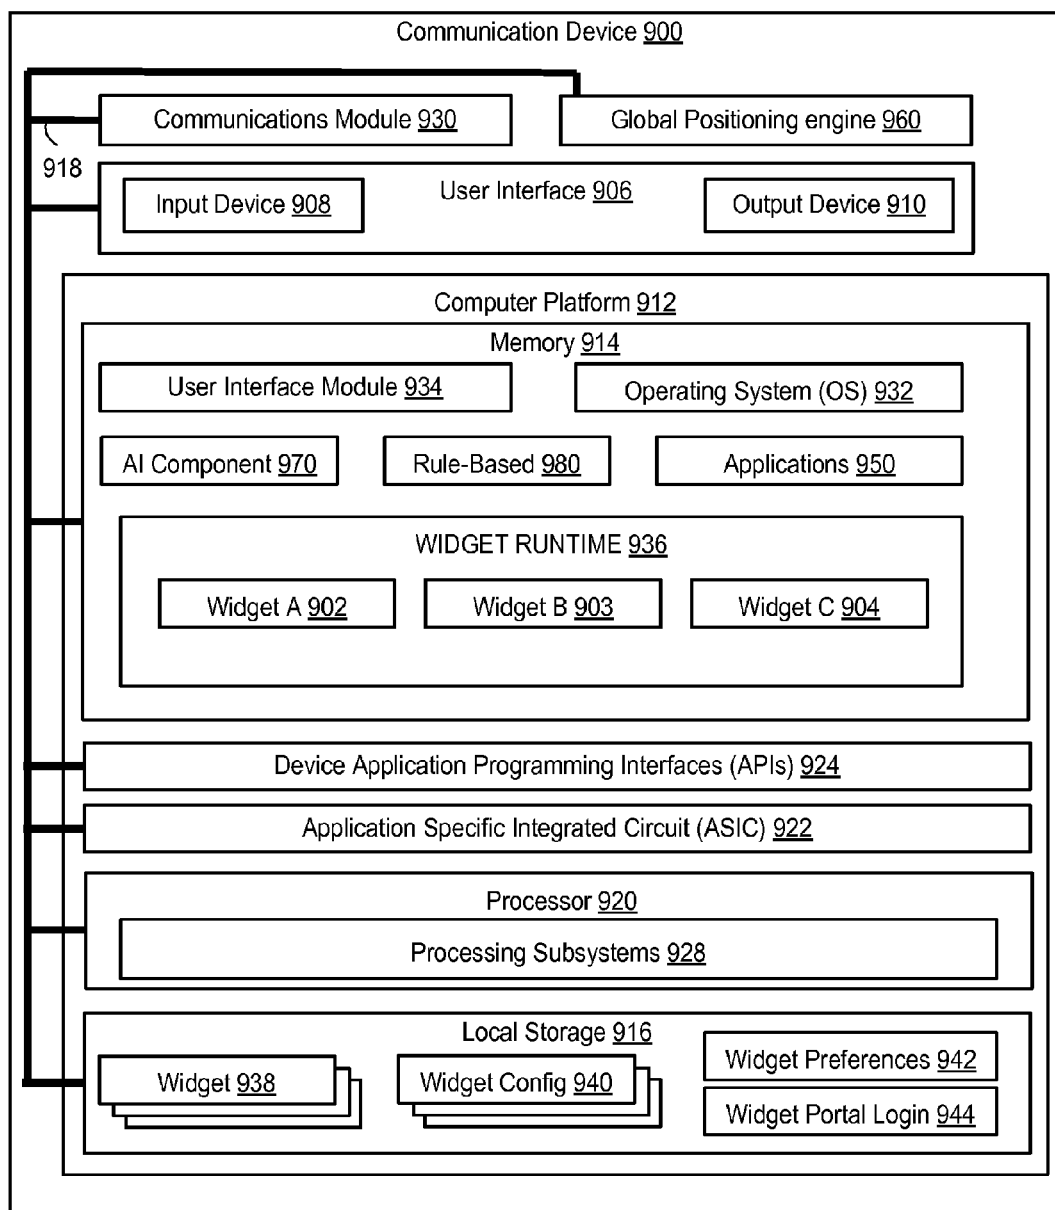 Communication Device 900
Communications Module 930
Global Positioning engine 960
918
User Interface 906
Input Device 908
Output Device 910
Computer Platform 912
Memory 914
User Interface Module 934
Operating System (OS) 932
AI Component 970
Rule-Based 980
Applications 950
WIDGET RUNTIME 936
Widget A 902
Widget B 903
Widget C 904
Device Application Programming Interfaces (APIs) 924
Application Specific Integrated Circuit (ASIC) 922
Processor 920
Processing Subsystems 928
Local Storage 916
Widget 938
Widget Config 940
Widget Preferences 942
Widget Portal Login 944